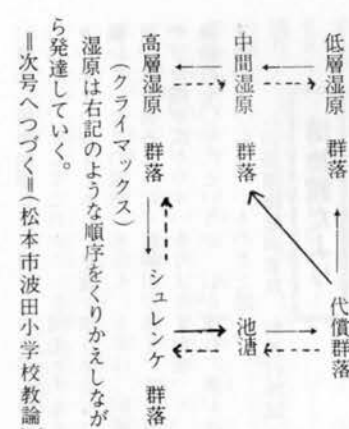 低層湿原 群落
代償群落
中間湿原 群落
池溏
高層湿原 群落
シュレンケ 群落
(クライマックス)
湿原は右記のような順序をくりかえしなが
ら発達していく。
＝次号へつづく＝(松本市波田小学校教諭